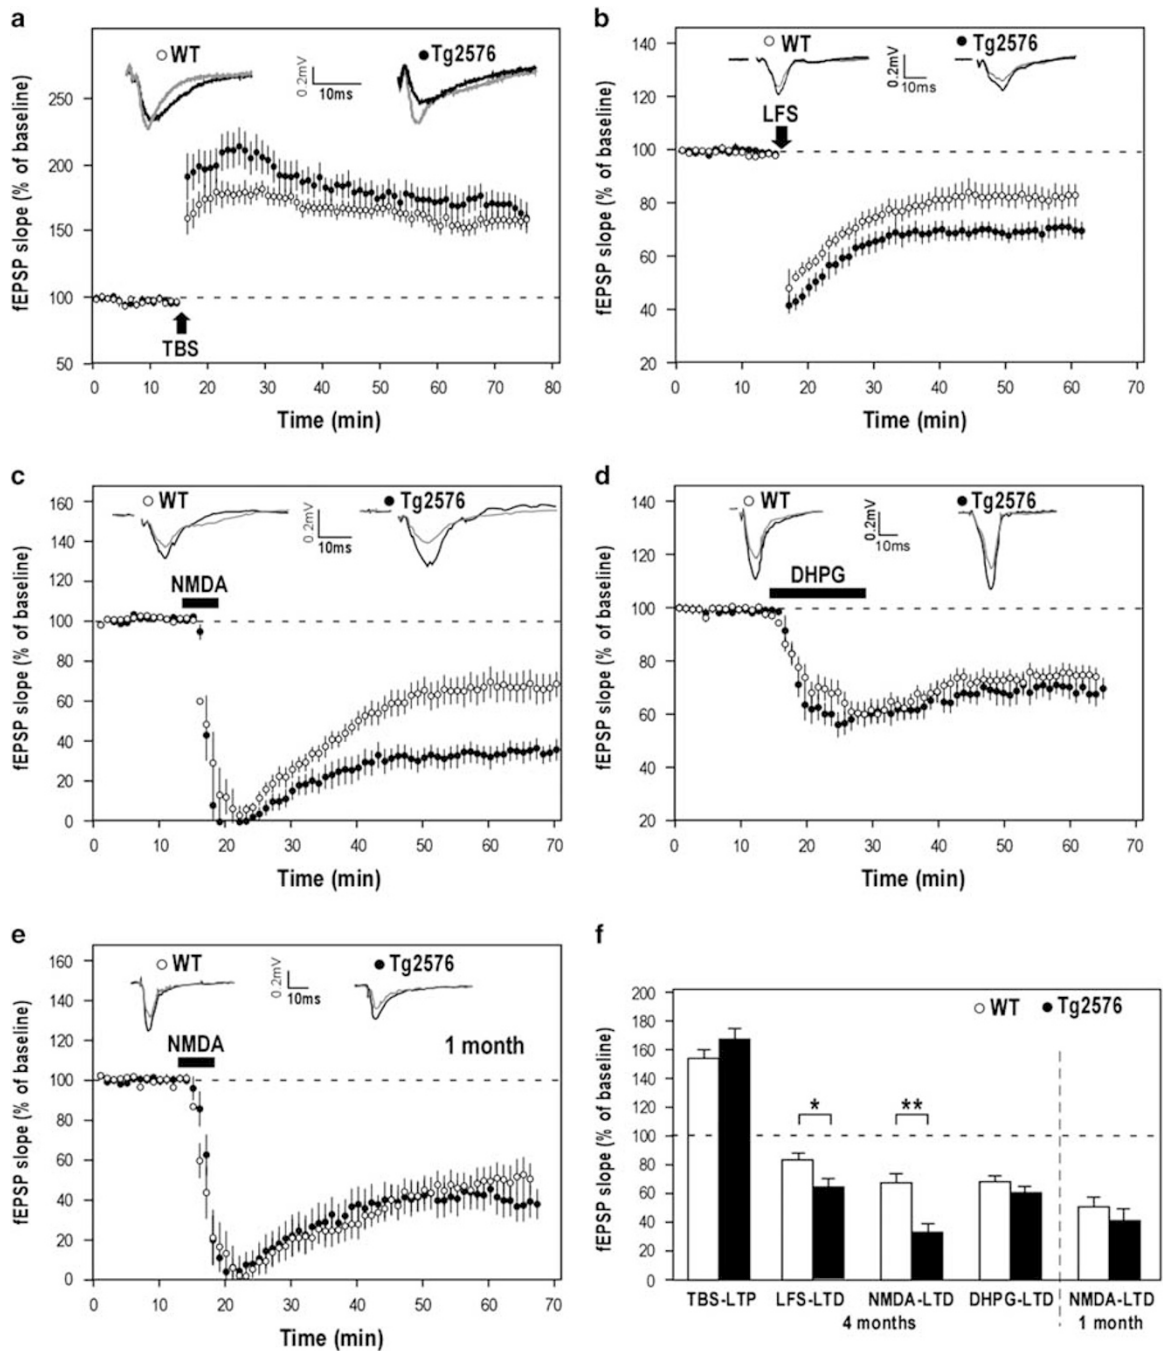 a
WT
Tg2576
0.2mV
10ms
TBS
fEPSP slope (% of baseline)
250
200
150
100
50
0 10 20 30 40 50 60 70 80
Time (min)
b
WT
Tg2576
0.2mV
10ms
LFS
fEPSP slope (% of baseline)
140
120
100
80
60
40
20
0 10 20 30 40 50 60 70
Time (min)
c
WT
Tg2576
0.2mV
10ms
NMDA
fEPSP slope (% of baseline)
160
140
120
100
80
60
40
20
0
0 10 20 30 40 50 60 70
Time (min)
d
WT
Tg2576
0.2mV
10ms
DHPG
fEPSP slope (% of baseline)
140
120
100
80
60
40
20
0 10 20 30 40 50 60 70
Time (min)
e
WT
Tg2576
0.2mV
10ms
NMDA
1 month
fEPSP slope (% of baseline)
160
140
120
100
80
60
40
20
0
0 10 20 30 40 50 60 70
Time (min)
f
WT Tg2576
* **
fEPSP slope (% of baseline)
200
180
160
140
120
100
80
60
40
20
0
TBS-LTP LFS-LTD NMDA-LTD DHPG-LTD NMDA-LTD
4 months 1 month